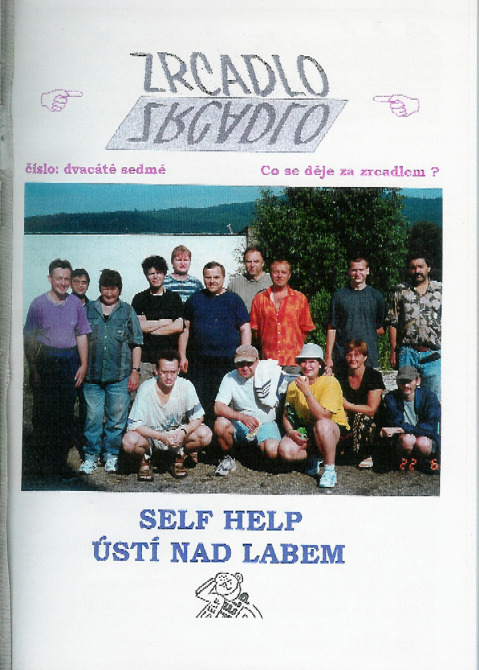 ZRCADLO
ZRCADLO
číslo: dvacáté sedmé
Co se děje za zrcadlem ?
22 6
SELF HELP
ÚSTÍ NAD LABEM